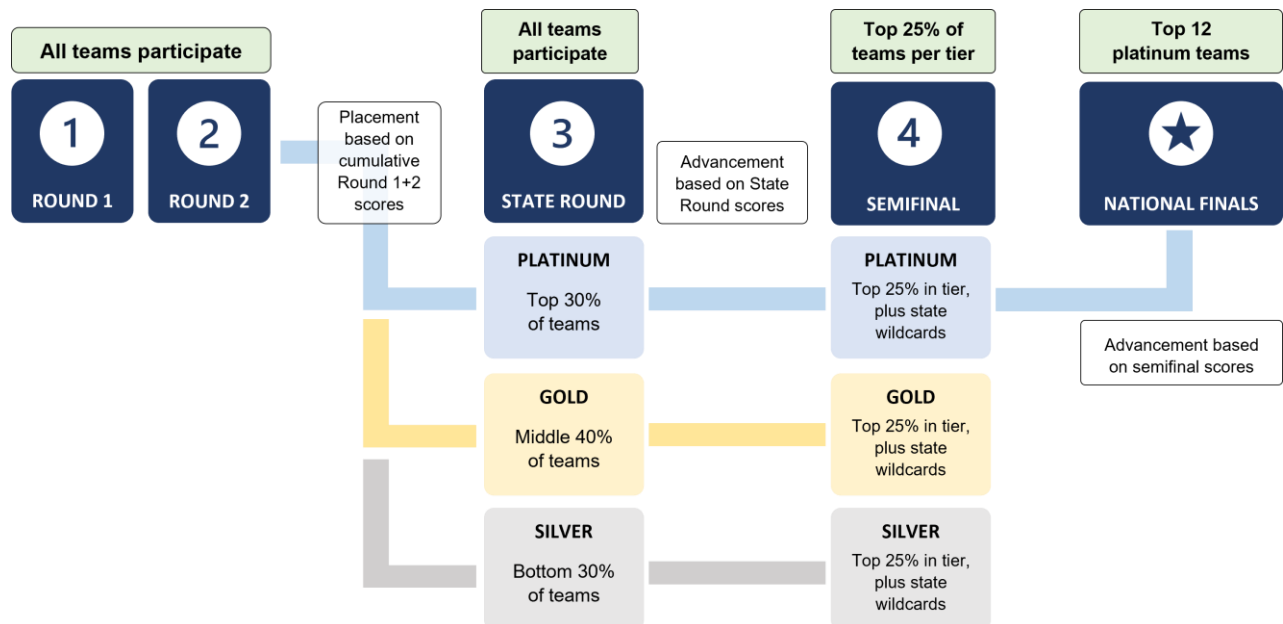 All teams participate
1
ROUND 1
2
ROUND 2
Placement
based on
cumulative
Round 1+2
scores
All teams
participate
3
STATE ROUND
Advancement
based on State
Round scores
Top 25% of
teams per tier
4
SEMIFINAL
Top 12
platinum teams
NATIONAL FINALS
PLATINUM
Top 30%
of teams
PLATINUM
Top 25% in tier,
plus state
wildcards
Advancement based
on semifinal scores
GOLD
Middle 40%
of teams
GOLD
Top 25% in tier,
plus state
wildcards
SILVER
Bottom 30%
of teams
SILVER
Top 25% in tier,
plus state
wildcards